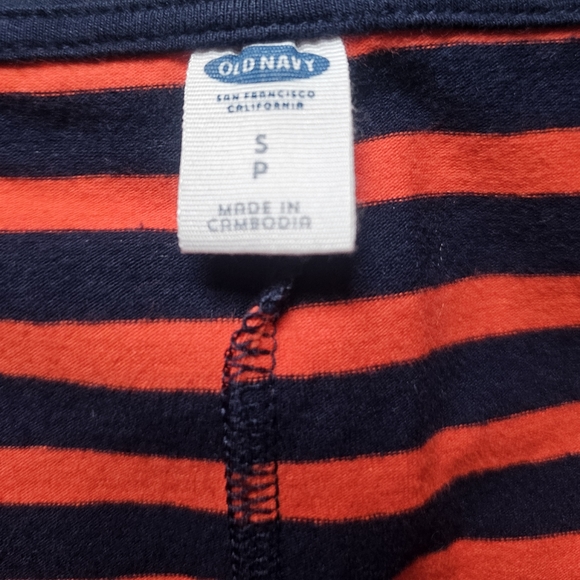 OLD NAVY
SAN FRANCISCO
CALIFORNIA
S
P
MADE IN
CAMBODIA